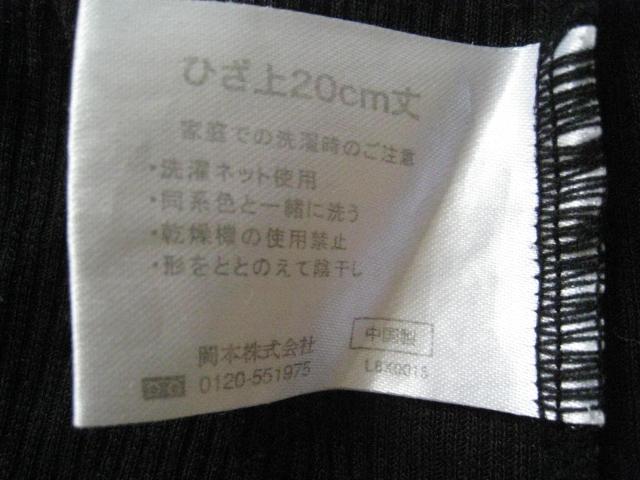 ひざ上20cm丈
家庭での洗濯時のご注意
・洗濯ネット使用
・同系色と一緒に洗う
・乾燥機の使用禁止
・形をととのえて陰干し
岡本株式会社
0120-551975
中国製